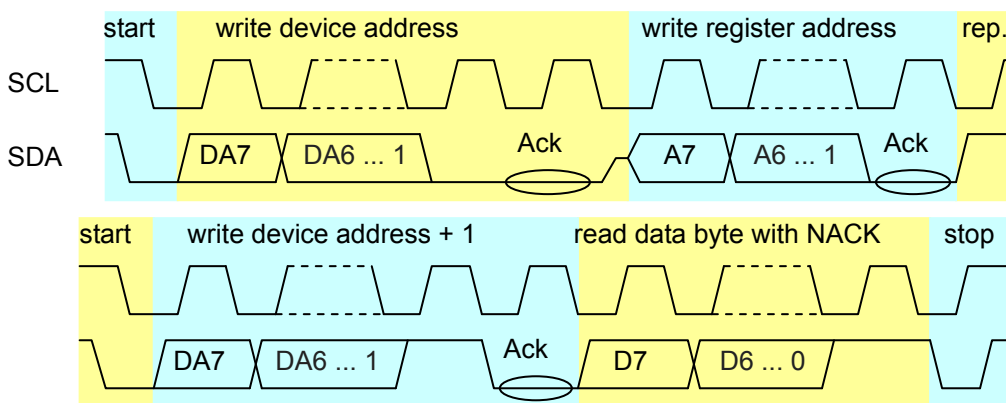 start write device address write register address rep.
SCL
SDA DA7 DA6 ... 1 Ack A7 A6 ... 1 Ack
start write device address + 1 read data byte with NACK stop
DA7 DA6 ... 1 Ack D7 D6 ... 0